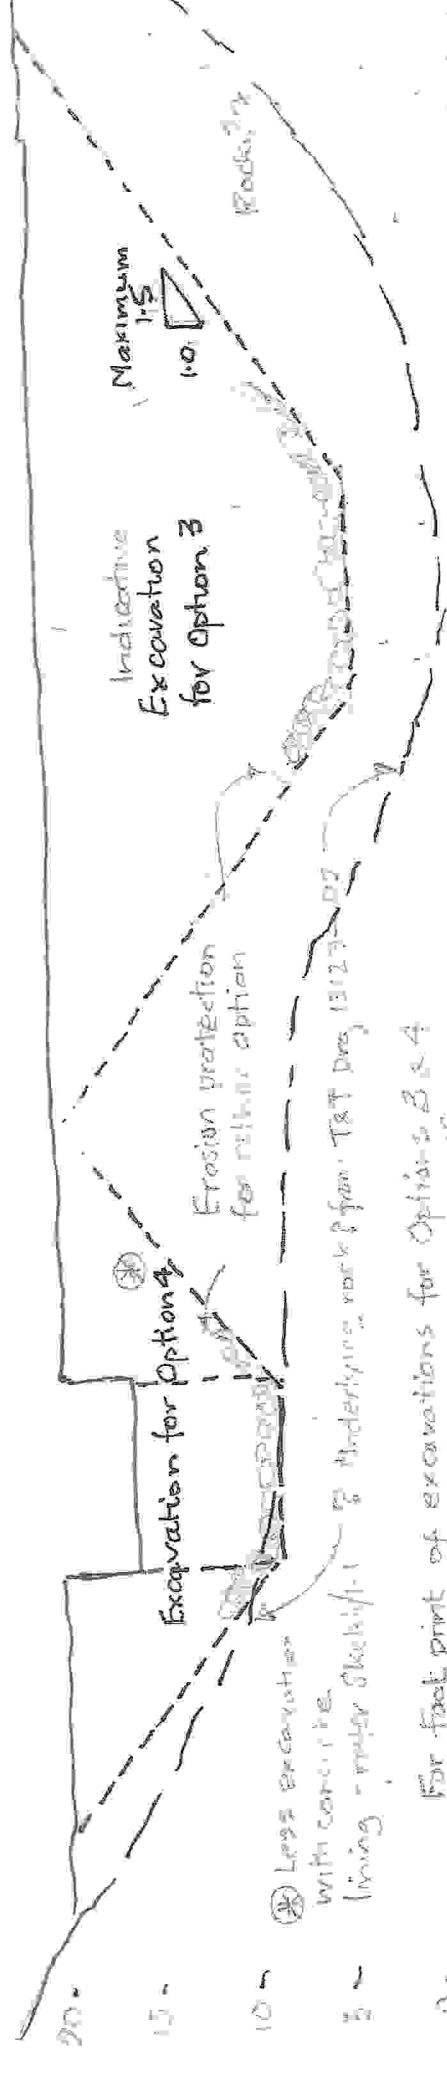 20
15
10
5
Excavation for Option 4
Indicative
Excavation
for Option 3
Maximum
1.5
1.0
Rock??
Erosion protection
for either option
Less excavation
with concrete
lining - refer
? Underlying rock? from T&T Drg
For foot print of excavations for Options 3 & 4